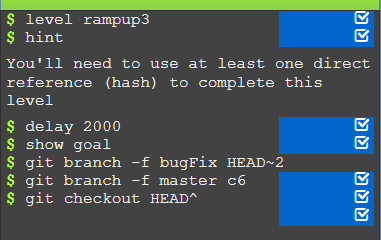 $ level rampup3
$ hint
You'll need to use at least one direct
reference (hash) to complete this
level
$ delay 2000
$ show goal
$ git branch -f bugFix HEAD~2
$ git branch -f master c6
$ git checkout HEAD^